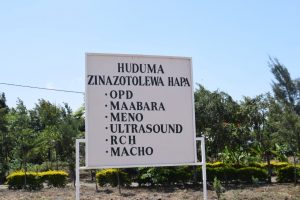 HUDUMA
ZINAZOTOLEWA HAPA
• OPD
• MAABARA
• MENO
• ULTRASOUND
• RCH
• MACHO